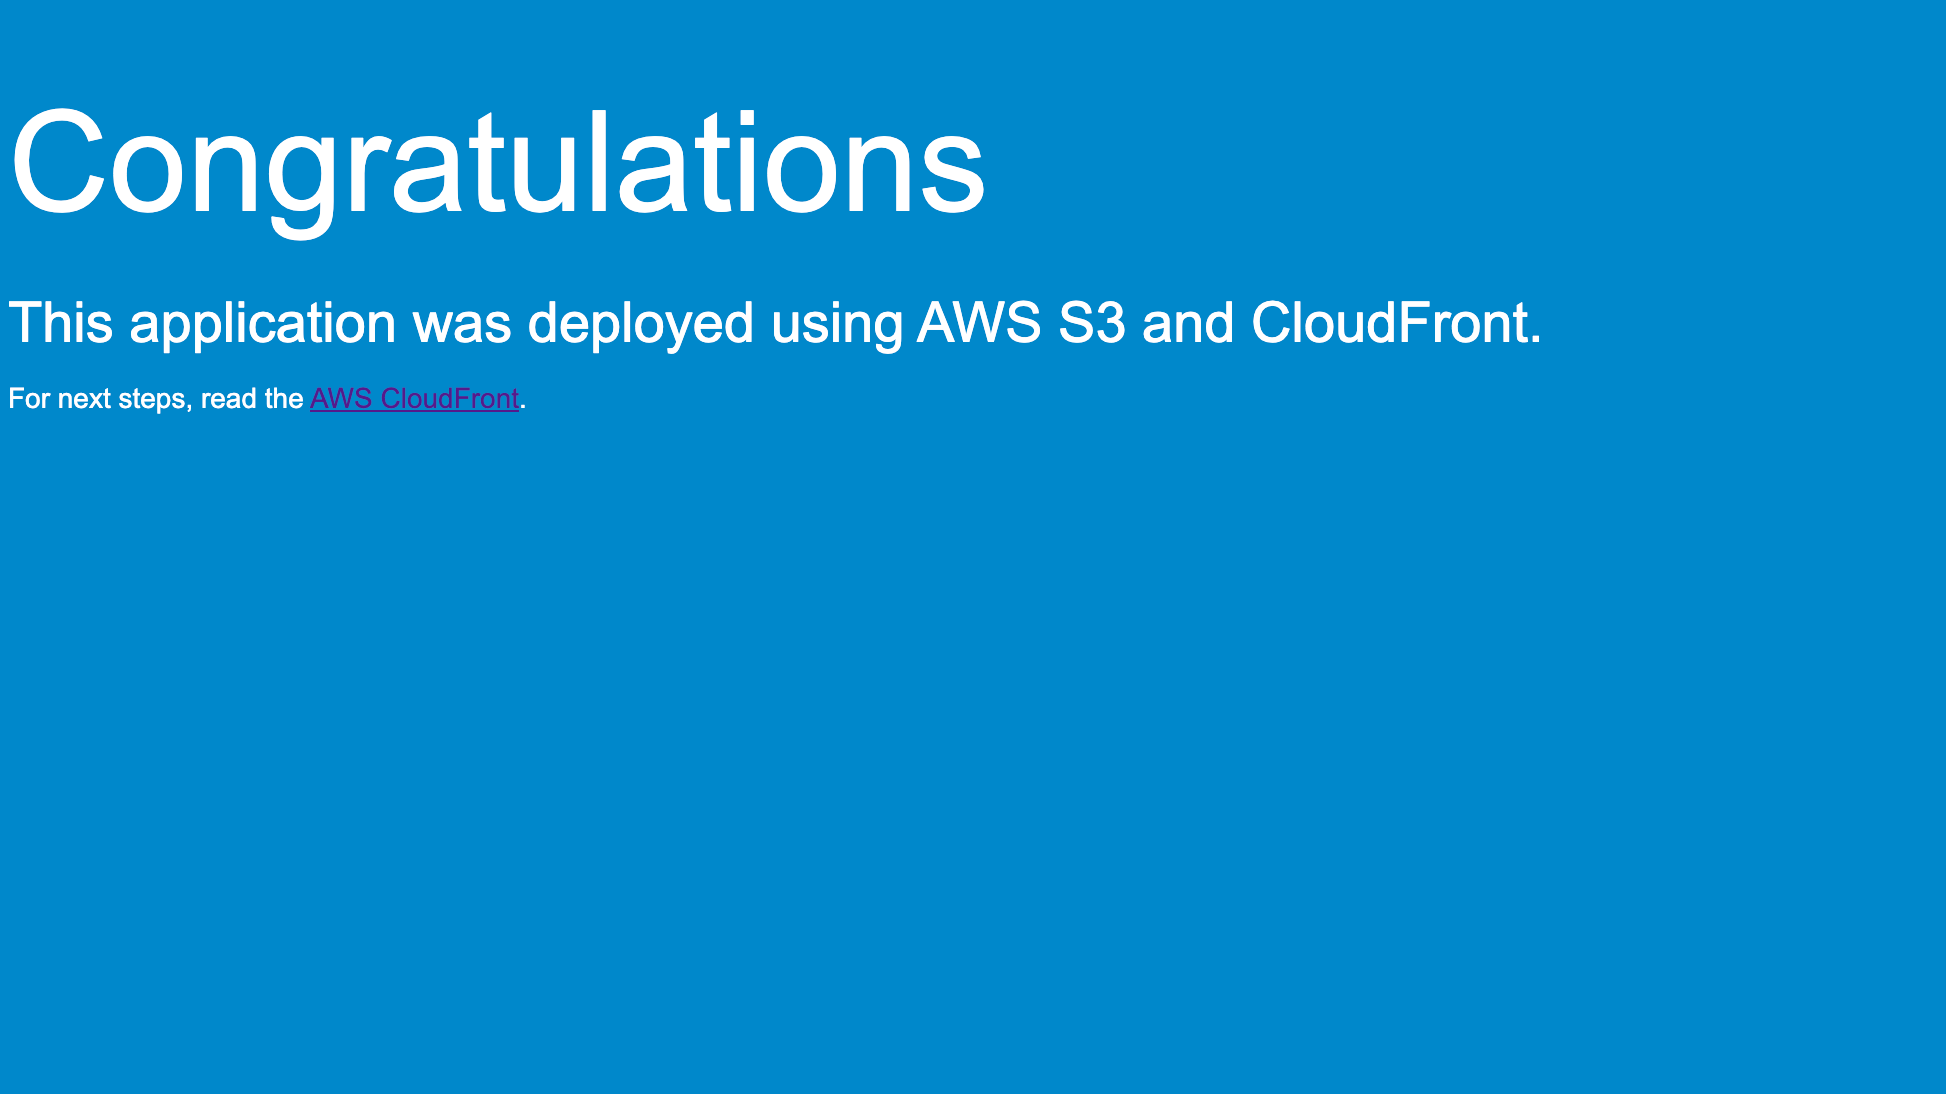 Congratulations
This application was deployed using AWS S3 and CloudFront.
For next steps, read the AWS CloudFront.